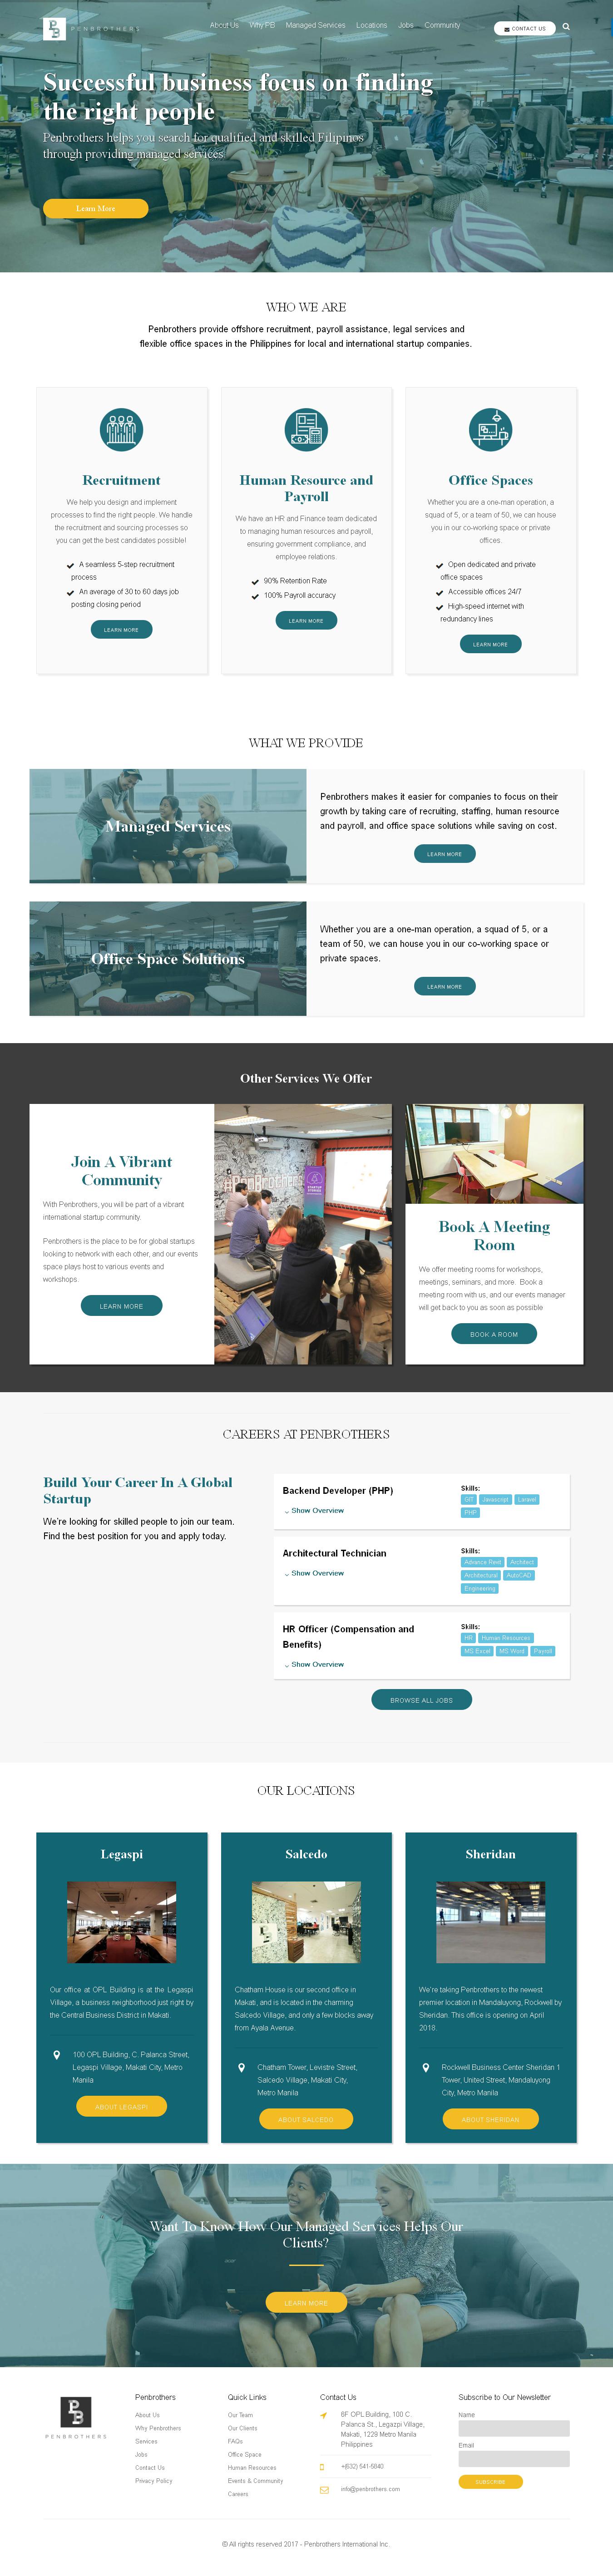 PB PENBROTHERS
About Us Why PB Managed Services Locations Jobs Community
CONTACT US
Successful business focus on finding
the right people
Penbrothers helps you search for qualified and skilled Filipinos
through providing managed services
Learn More
WHO WE ARE
Penbrothers provide offshore recruitment, payroll assistance, legal services and
flexible office spaces in the Philippines for local and international startup companies.
Recruitment
We help you design and implement
processes to find the right people. We handle
the recruitment and sourcing processes so
you can get the best candidates possible!
A seamless 5-step recruitment
process
An average of 30 to 60 days job
posting closing period
LEARN MORE
Human Resource and
Payroll
We have an HR and Finance team dedicated
to managing human resources and payroll,
ensuring government compliance, and
employee relations.
90% Retention Rate
100% Payroll accuracy
LEARN MORE
Office Spaces
Whether you are a one-man operation, a
squad of 5, or a team of 50, we can house
you in our co-working space or private
offices.
Open dedicated and private
office spaces
Accessible offices 24/7
High-speed internet with
redundancy lines
LEARN MORE
WHAT WE PROVIDE
Managed Services
Penbrothers makes it easier for companies to focus on their
growth by taking care of recruiting, staffing, human resource
and payroll, and office space solutions while saving on cost.
LEARN MORE
Office Space Solutions
Whether you are a one-man operation, a squad of 5, or a
team of 50, we can house you in our co-working space or
private spaces.
LEARN MORE
Other Services We Offer
Join A Vibrant
Community
With Penbrothers, you will be part of a vibrant
international startup community.
Penbrothers is the place to be for global startups
looking to network with each other, and our events
space plays host to various events and
workshops.
LEARN MORE
#PenBrothers
Book A Meeting
Room
We offer meeting rooms for workshops,
meetings, seminars, and more. Book a
meeting room with us, and our events manager
will get back to you as soon as possible
BOOK A ROOM
CAREERS AT PENBROTHERS
Build Your Career In A Global
Startup
We're looking for skilled people to join our team.
Find the best position for you and apply today.
Backend Developer (PHP)
Show Overview
Skills:
GIT Javascript Laravel
PHP
Architectural Technician
Show Overview
Skills:
Advance Revit Architect
Architectural AutoCAD
Engineering
HR Officer (Compensation and
Benefits)
Show Overview
Skills:
HR Human Resources
MS Excel MS Word Payroll
BROWSE ALL JOBS
OUR LOCATIONS
Legaspi
Our office at OPL Building is at the Legaspi
Village, a business neighborhood just right by
the Central Business District in Makati.
100 OPL Building, C. Palanca Street,
Legaspi Village, Makati City, Metro
Manila
ABOUT LEGASPI
Salcedo
Chatham House is our second office in
Makati, and is located in the charming
Salcedo Village, and only a few blocks away
from Ayala Avenue.
Chatham Tower, Levistre Street,
Salcedo Village, Makati City,
Metro Manila
ABOUT SALCEDO
Sheridan
We're taking Penbrothers to the newest
premier location in Mandaluyong, Rockwell by
Sheridan. This office is opening on April
2018.
Rockwell Business Center Sheridan 1
Tower, United Street, Mandaluyong
City, Metro Manila
ABOUT SHERIDAN
Want To Know How Our Managed Services Helps Our
Clients?
LEARN MORE
PB
PENBROTHERS
Penbrothers
About Us
Why Penbrothers
Services
Jobs
Contact Us
Privacy Policy
Quick Links
Our Team
Our Clients
FAQs
Office Space
Human Resources
Events & Community
Careers
Contact Us
6F OPL Building, 100 C.
Palanca St., Legazpi Village,
Makati, 1229 Metro Manila
Philippines
+(632) 541-5840
info@penbrothers.com
Subscribe to Our Newsletter
Name
Email
SUBSCRIBE
© All rights reserved 2017 - Penbrothers International Inc.